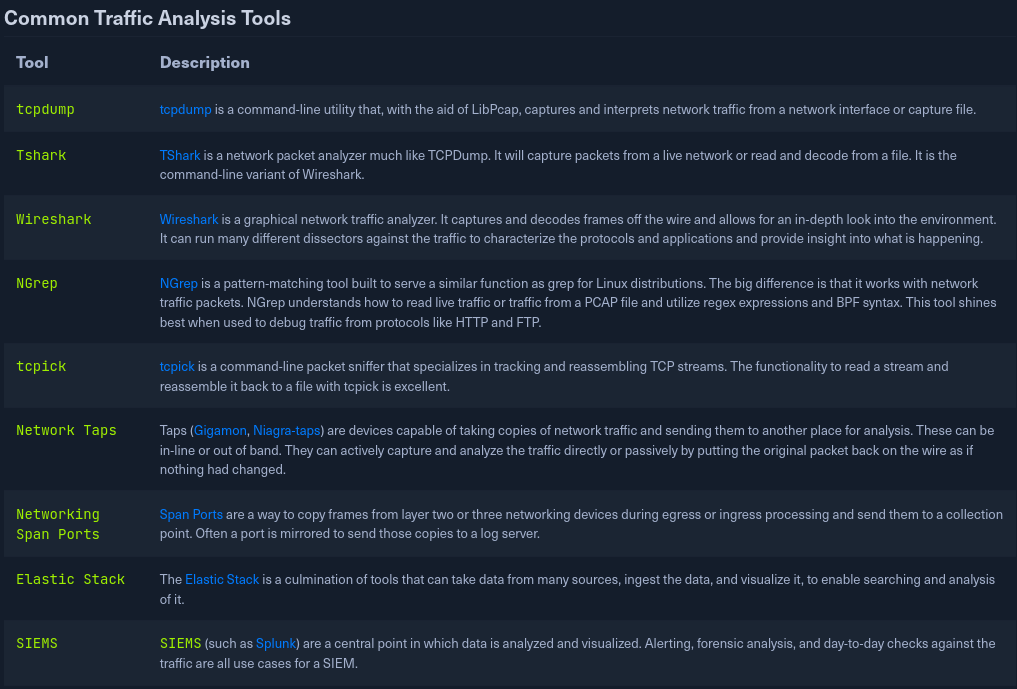 Common Traffic Analysis Tools
Tool Description
tcpdump tcpdump is a command-line utility that, with the aid of LibPcap, captures and interprets network traffic from a network interface or capture file.
Tshark TShark is a network packet analyzer much like TCPDump. It will capture packets from a live network or read and decode from a file. It is the
command-line variant of Wireshark.
Wireshark Wireshark is a graphical network traffic analyzer. It captures and decodes frames off the wire and allows for an in-depth look into the environment.
It can run many different dissectors against the traffic to characterize the protocols and applications and provide insight into what is happening.
NGrep NGrep is a pattern-matching tool built to serve a similar function as grep for Linux distributions. The big difference is that it works with network
traffic packets. NGrep understands how to read live traffic or traffic from a PCAP file and utilize regex expressions and BPF syntax. This tool shines
best when used to debug traffic from protocols like HTTP and FTP.
tcpick tcpick is a command-line packet sniffer that specializes in tracking and reassembling TCP streams. The functionality to read a stream and
reassemble it back to a file with tcpick is excellent.
Network Taps Taps (Gigamon, Niagra-taps) are devices capable of taking copies of network traffic and sending them to another place for analysis. These can be
in-line or out of band. They can actively capture and analyze the traffic directly or passively by putting the original packet back on the wire as if
nothing had changed.
Networking Span Ports are a way to copy frames from layer two or three networking devices during egress or ingress processing and send them to a collection
Span Ports point. Often a port is mirrored to send those copies to a log server.
Elastic Stack The Elastic Stack is a culmination of tools that can take data from many sources, ingest the data, and visualize it, to enable searching and analysis
of it.
SIEMS SIEMS (such as Splunk) are a central point in which data is analyzed and visualized. Alerting, forensic analysis, and day-to-day checks against the
traffic are all use cases for a SIEM.